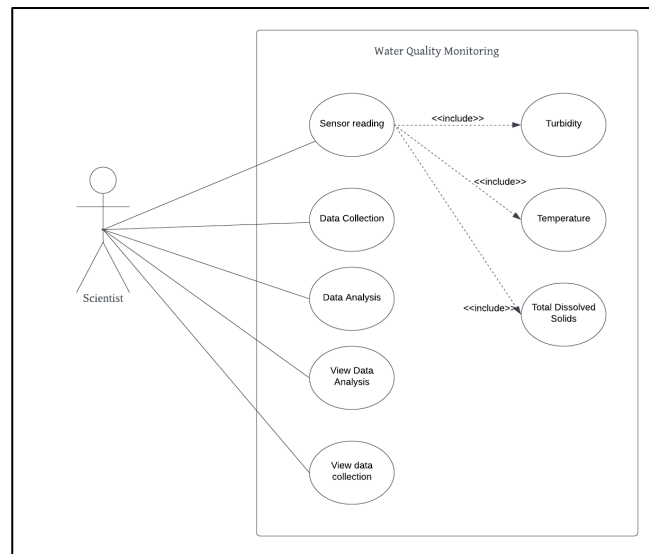 Water Quality Monitoring
Sensor reading
<<include>>
Turbidity
<<include>>
Data Collection
Temperature
Scientist
Data Analysis
<<include>>
Total Dissolved
Solids
View Data
Analysis
View data
collection